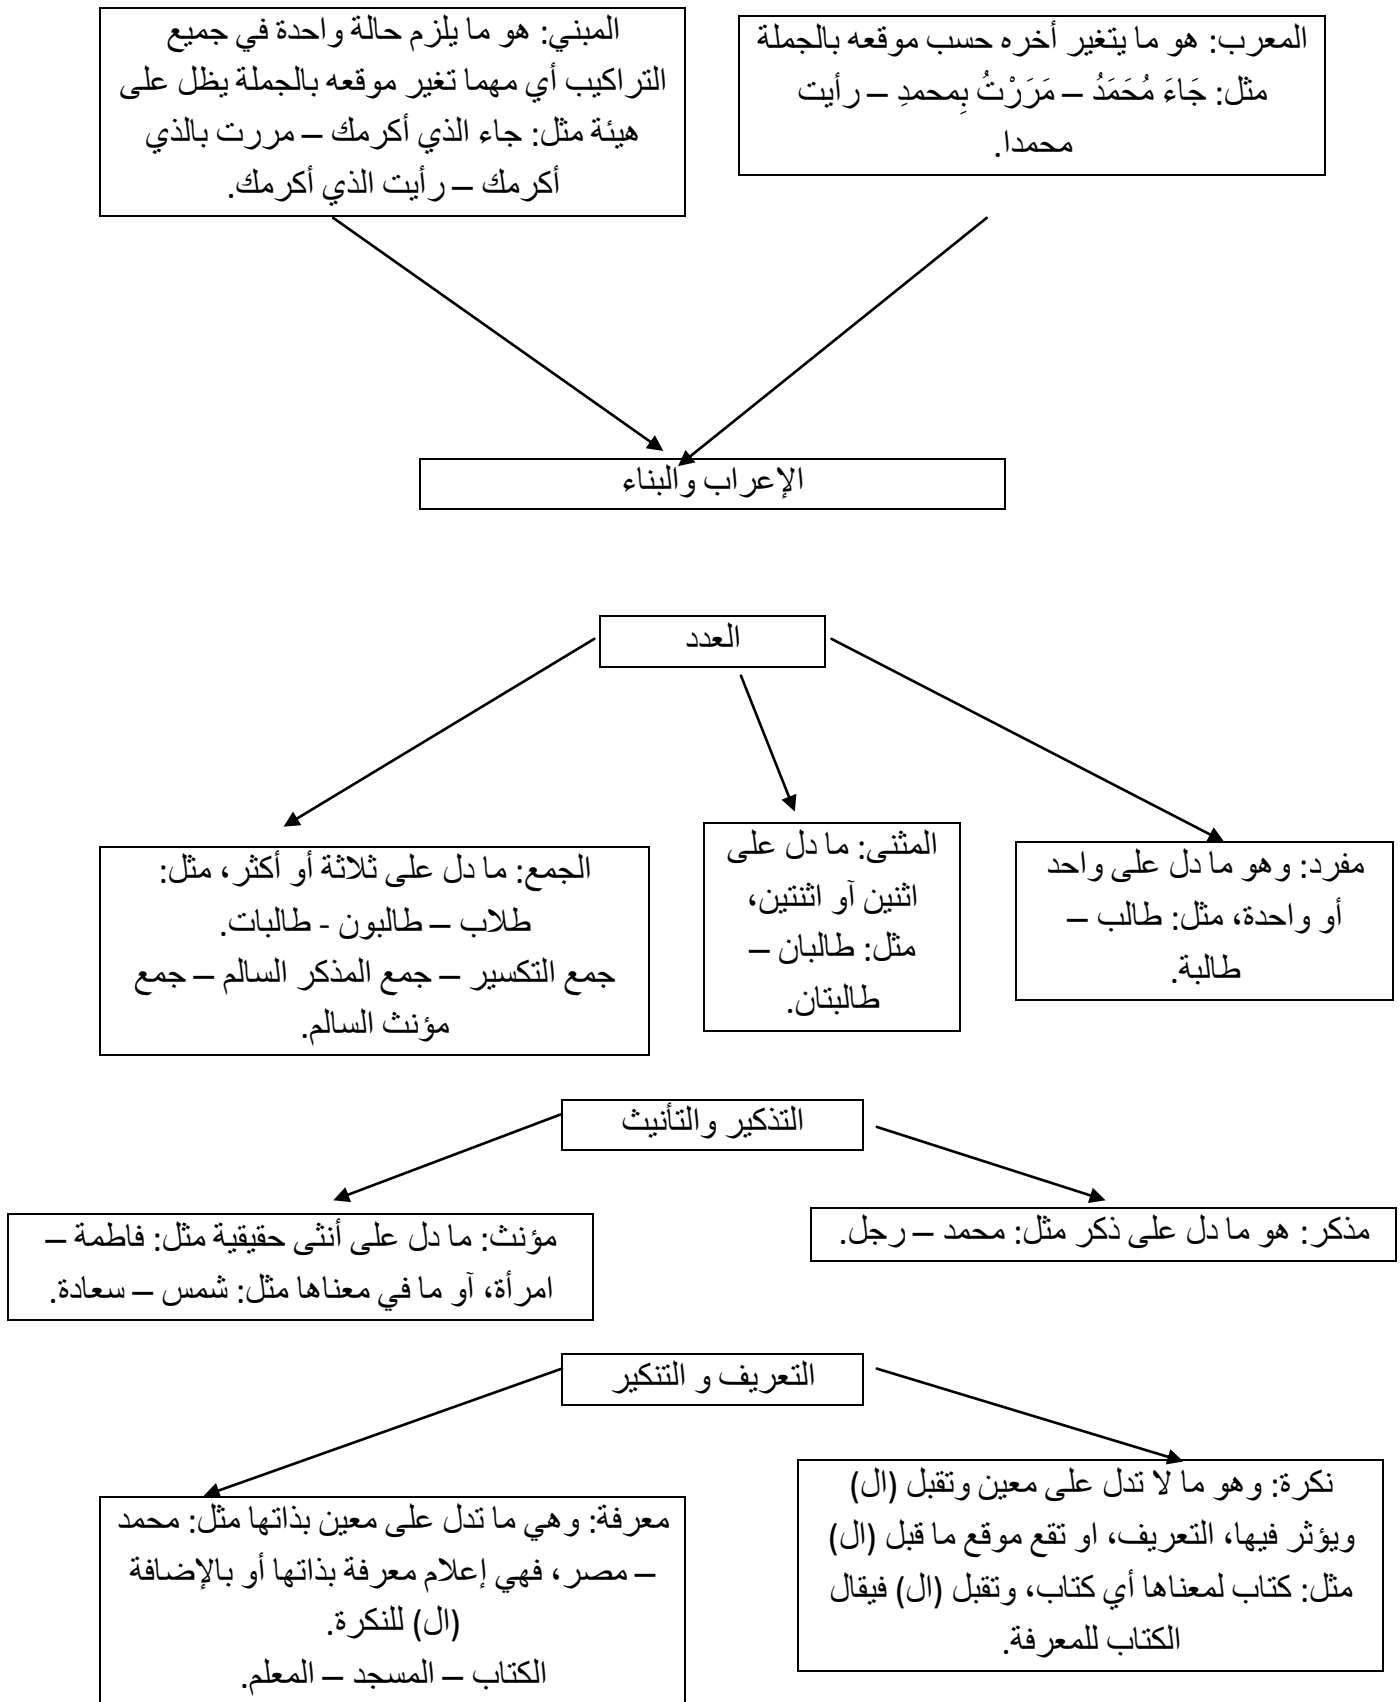 المعرب: هو ما يتغير أخره حسب موقعه بالجملة
مثل: جَاءَ مُحَمَدُ – مَرَرْتُ بِمحمدِ – رأيت
محمدا.
المبني: هو ما يلزم حالة واحدة في جميع
التراكيب أي مهما تغير موقعه بالجملة يظل على
هيئة مثل: جاء الذي أكرمك – مررت بالذي
أكرمك – رأيت الذي أكرمك.
الإعراب والبناء
العدد
مفرد: وهو ما دل على واحد
أو واحدة، مثل: طالب –
طالبة.
المثنى: ما دل على
اثنين آو اثنتين،
مثل: طالبان –
طالبتان.
الجمع: ما دل على ثلاثة أو أكثر، مثل:
طلاب – طالبون - طالبات.
جمع التكسير – جمع المذكر السالم – جمع
مؤنث السالم.
التذكير والتأنيث
مذكر: هو ما دل على ذكر مثل: محمد – رجل.
مؤنث: ما دل على أنثى حقيقية مثل: فاطمة –
امرأة، آو ما في معناها مثل: شمس – سعادة.
التعريف و التنكير
نكرة: وهو ما لا تدل على معين وتقبل (ال)
ويؤثر فيها، التعريف، او تقع موقع ما قبل (ال)
مثل: كتاب لمعناها أي كتاب، وتقبل (ال) فيقال
الكتاب للمعرفة.
معرفة: وهي ما تدل على معين بذاتها مثل: محمد
– مصر، فهي إعلام معرفة بذاتها أو بالإضافة
(ال) للنكرة.
الكتاب – المسجد – المعلم.